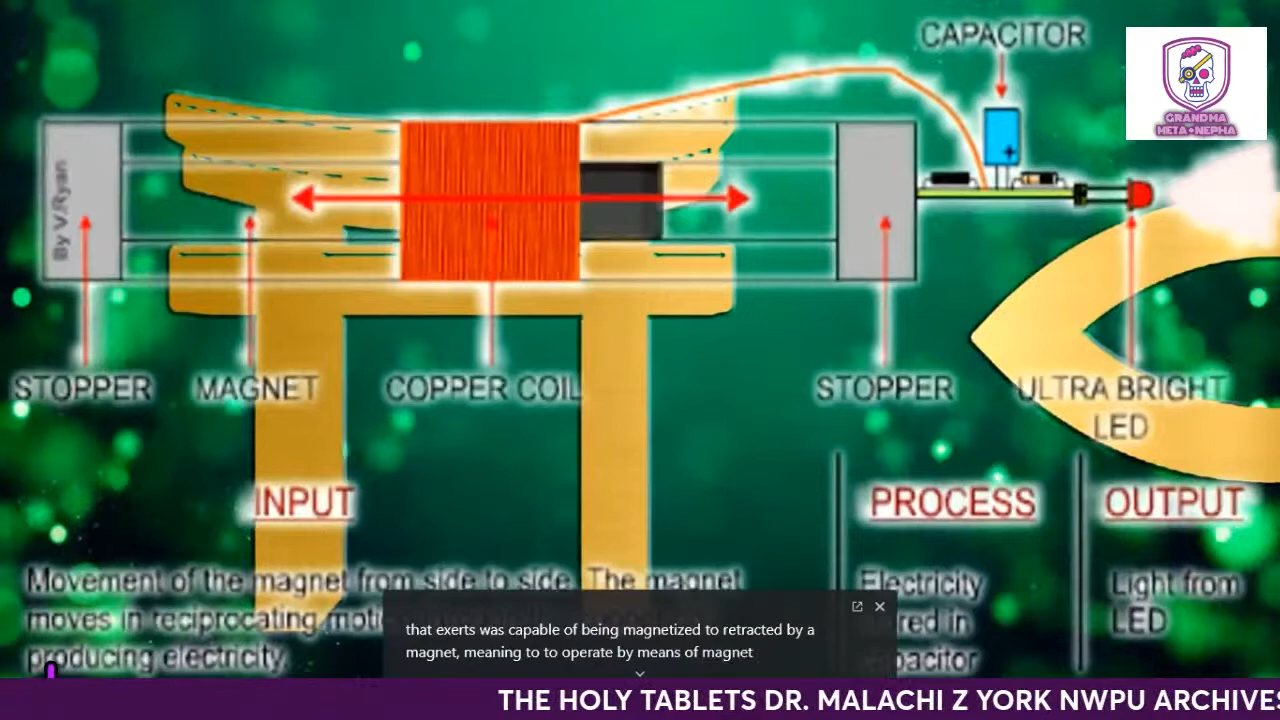 CAPACITOR
GRANDMA
META•NEPHA
By V.Ryan
STOPPER
MAGNET
COPPER COIL
STOPPER
ULTRA BRIGHT
LED
INPUT
PROCESS
OUTPUT
Movement of the magnet from side to side. The magnet
moves in reciprocating
producing electricity.
Electricity
in
Light from
LED
that exerts was capable of being magnetized to retracted by a
magnet, meaning to to operate by means of magnet
THE HOLY TABLETS DR. MALACHI Z YORK NWPU ARCHIVES